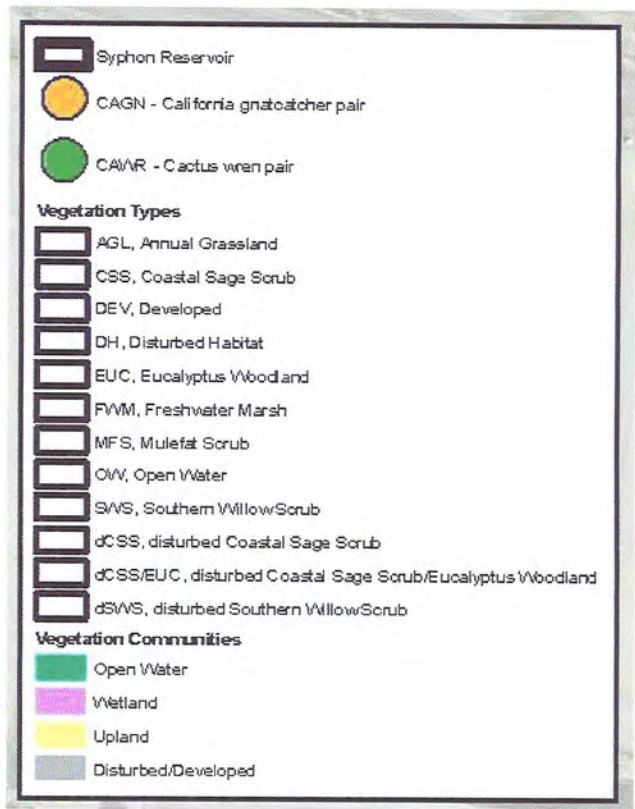 Syphon Reservoir
CAGN - California gnatcatcher pair
CAWR - Cactus wren pair
Vegetation Types
AGL, Annual Grassland
CSS, Coastal Sage Scrub
DEV, Developed
DH, Disturbed Habitat
EUC, Eucalyptus Woodland
FWM, Freshwater Marsh
MFS, Mulefat Scrub
OW, Open Water
SWS, Southern Willow Scrub
dCSS, disturbed Coastal Sage Scrub
dCSS/EUC, disturbed Coastal Sage Scrub/Eucalyptus Woodland
dSWS, disturbed Southern Willow Scrub
Vegetation Communities
Open Water
Wetland
Upland
Disturbed/Developed